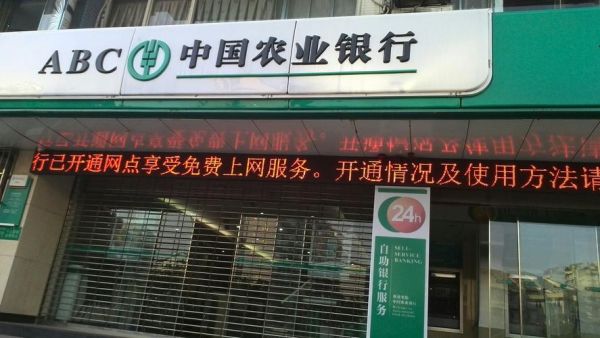 ABC 中国农业银行
行已开通网点享受免费上网服务。开通情况及使用方法请
24h
自助银行服务
SELF-
SERVICE
BANKING